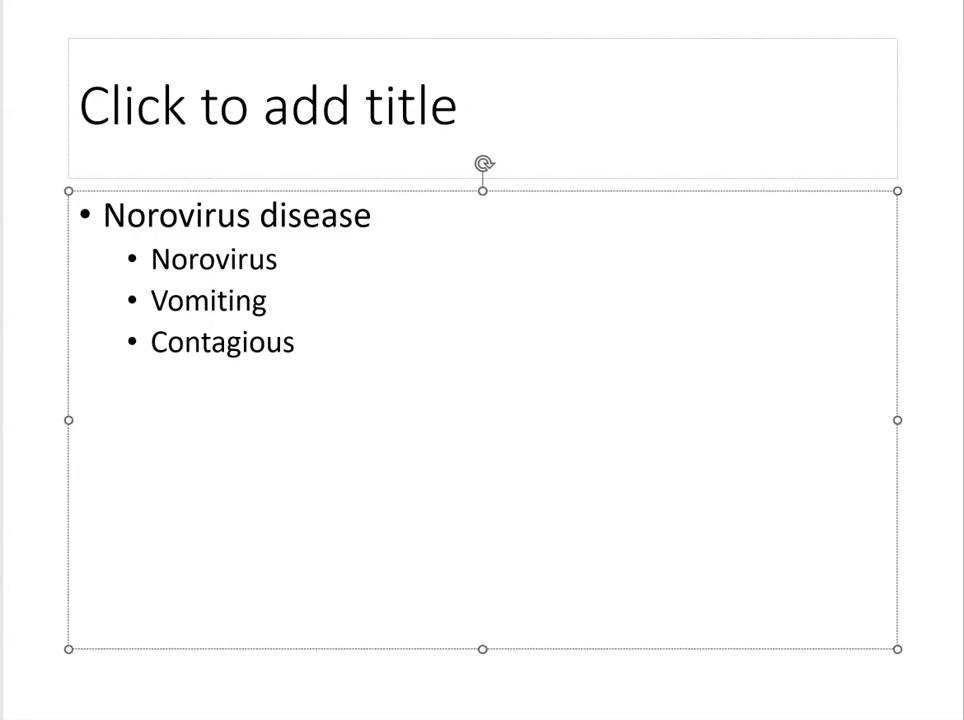 Click to add title
• Norovirus disease
• Norovirus
• Vomiting
• Contagious